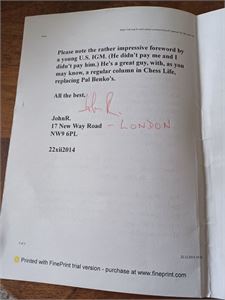 Please note the rather impressive foreword by
a young U.S. IGM. (He didn't pay me and I
didn't pay him.) He's a great guy, with, as you
may know, a regular column in Chess Life,
replacing Pal Benko's.
All the best.
John R.
JohnR.
17 New Way Road - LONDON
NW9 6PL
22xii2014
Printed with FinePrint trial version - purchase at www.fineprint.com